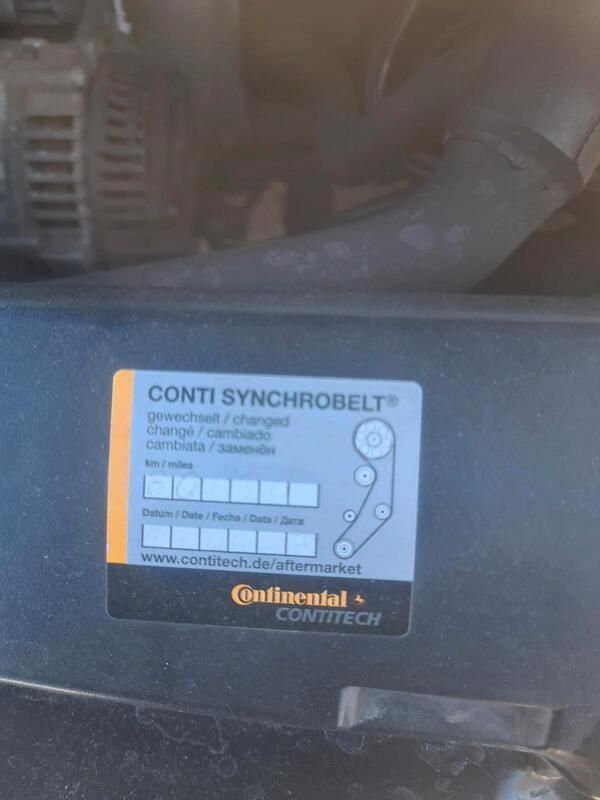 CONTI SYNCHROBELT®
gewechselt / changed
changé / cambiado
cambiata / заменён
km / miles
Datum / Date / Fecha / Data / Дата
www.contitech.de/aftermarket
Continental
CONTITECH